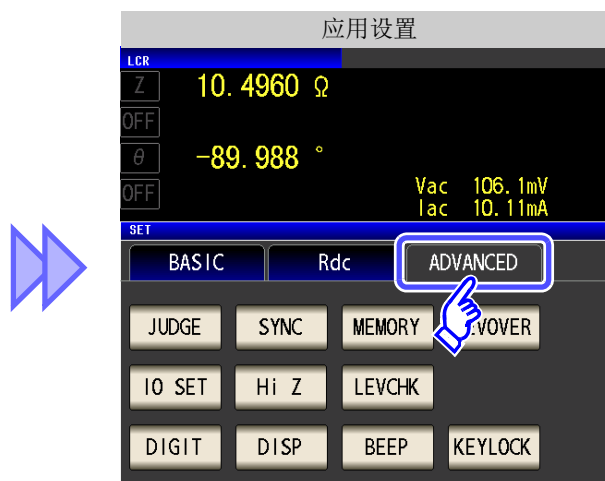 应用设置
LCR
Z 10.4960 Ω
OFF
θ -89.988 °
OFF
Vac 106.1mV
Iac 10.11mA
SET
BASIC Rdc ADVANCED
JUDGE SYNC MEMORY VOVER
IO SET Hi Z LEVCHK
DIGIT DISP BEEP KEYLOCK